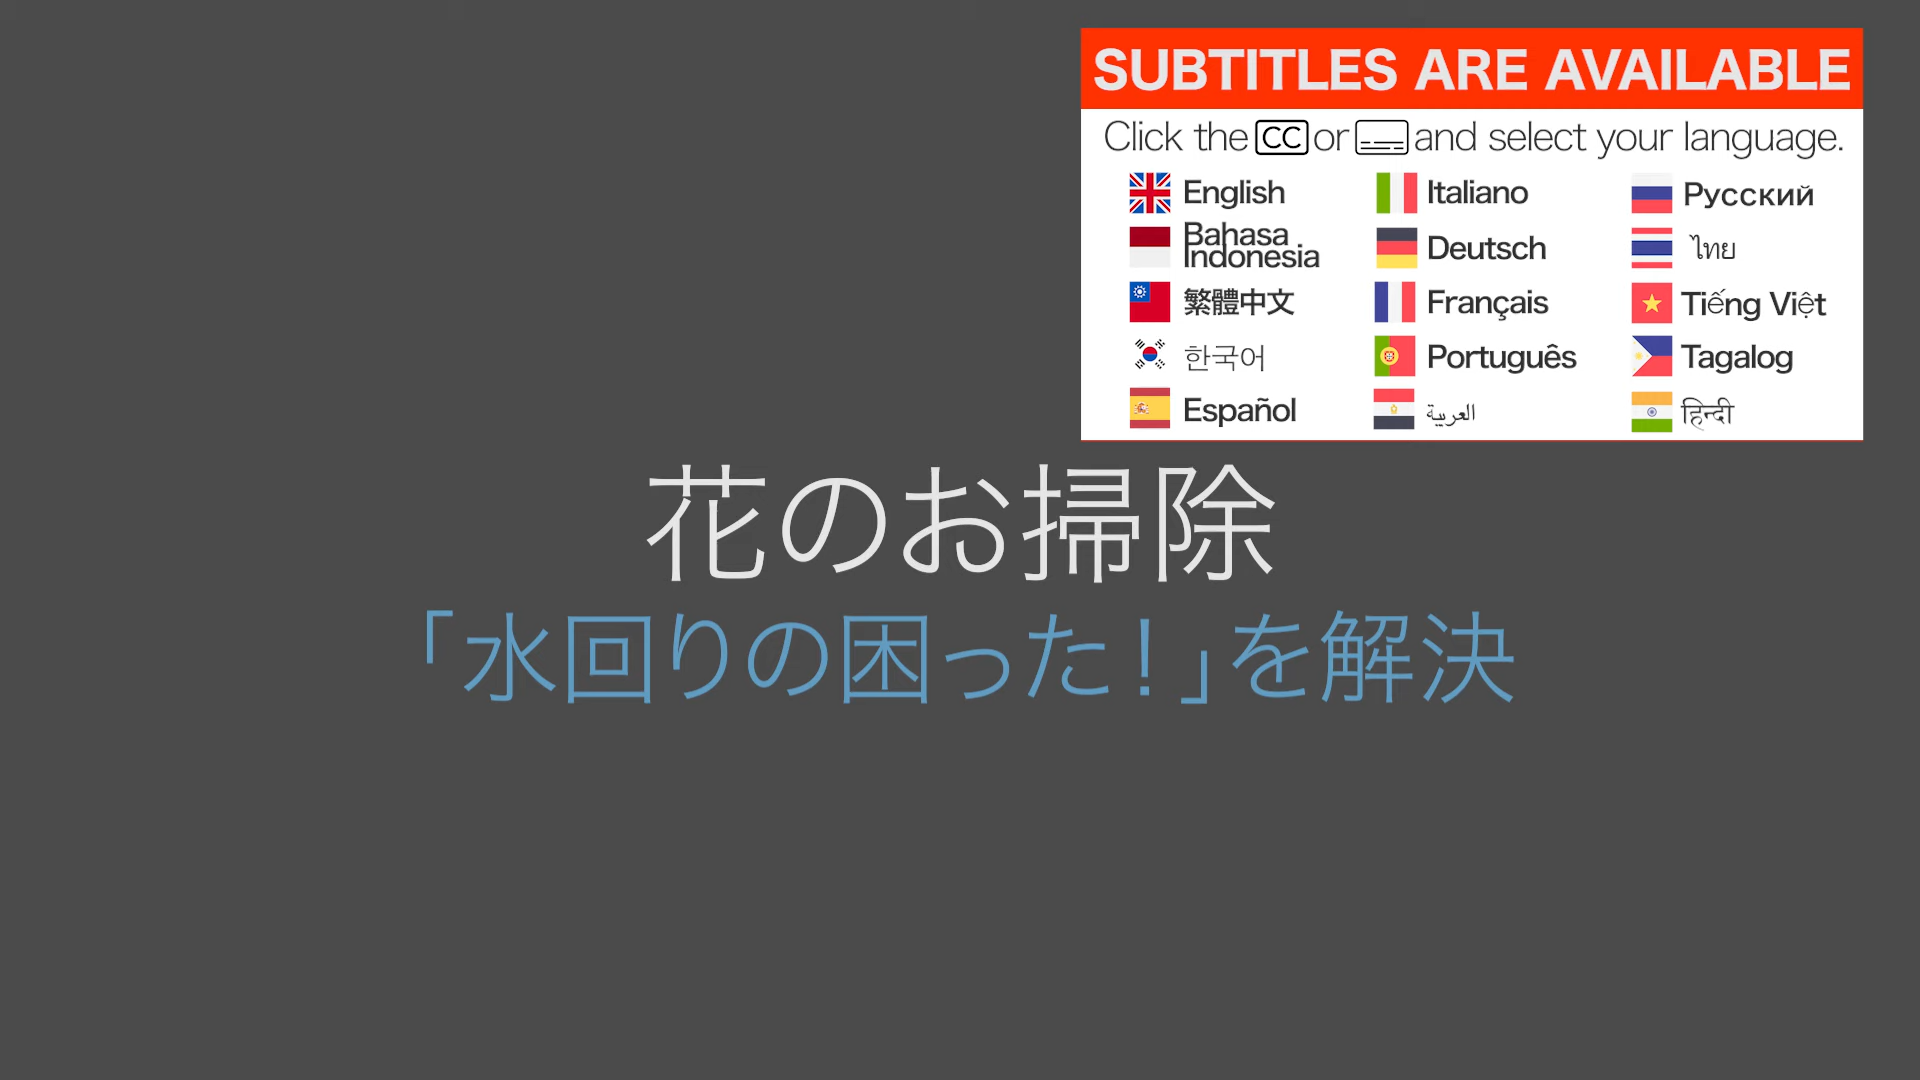 SUBTITLES ARE AVAILABLE
Click the CC or and select your language.
English
Italiano
Русский
Bahasa Indonesia
Deutsch
ไทย
繁體中文
Français
Tiếng Việt
한국어
Português
Tagalog
Español
العربية
हिन्दी
花のお掃除
「水回りの困った！」を解決